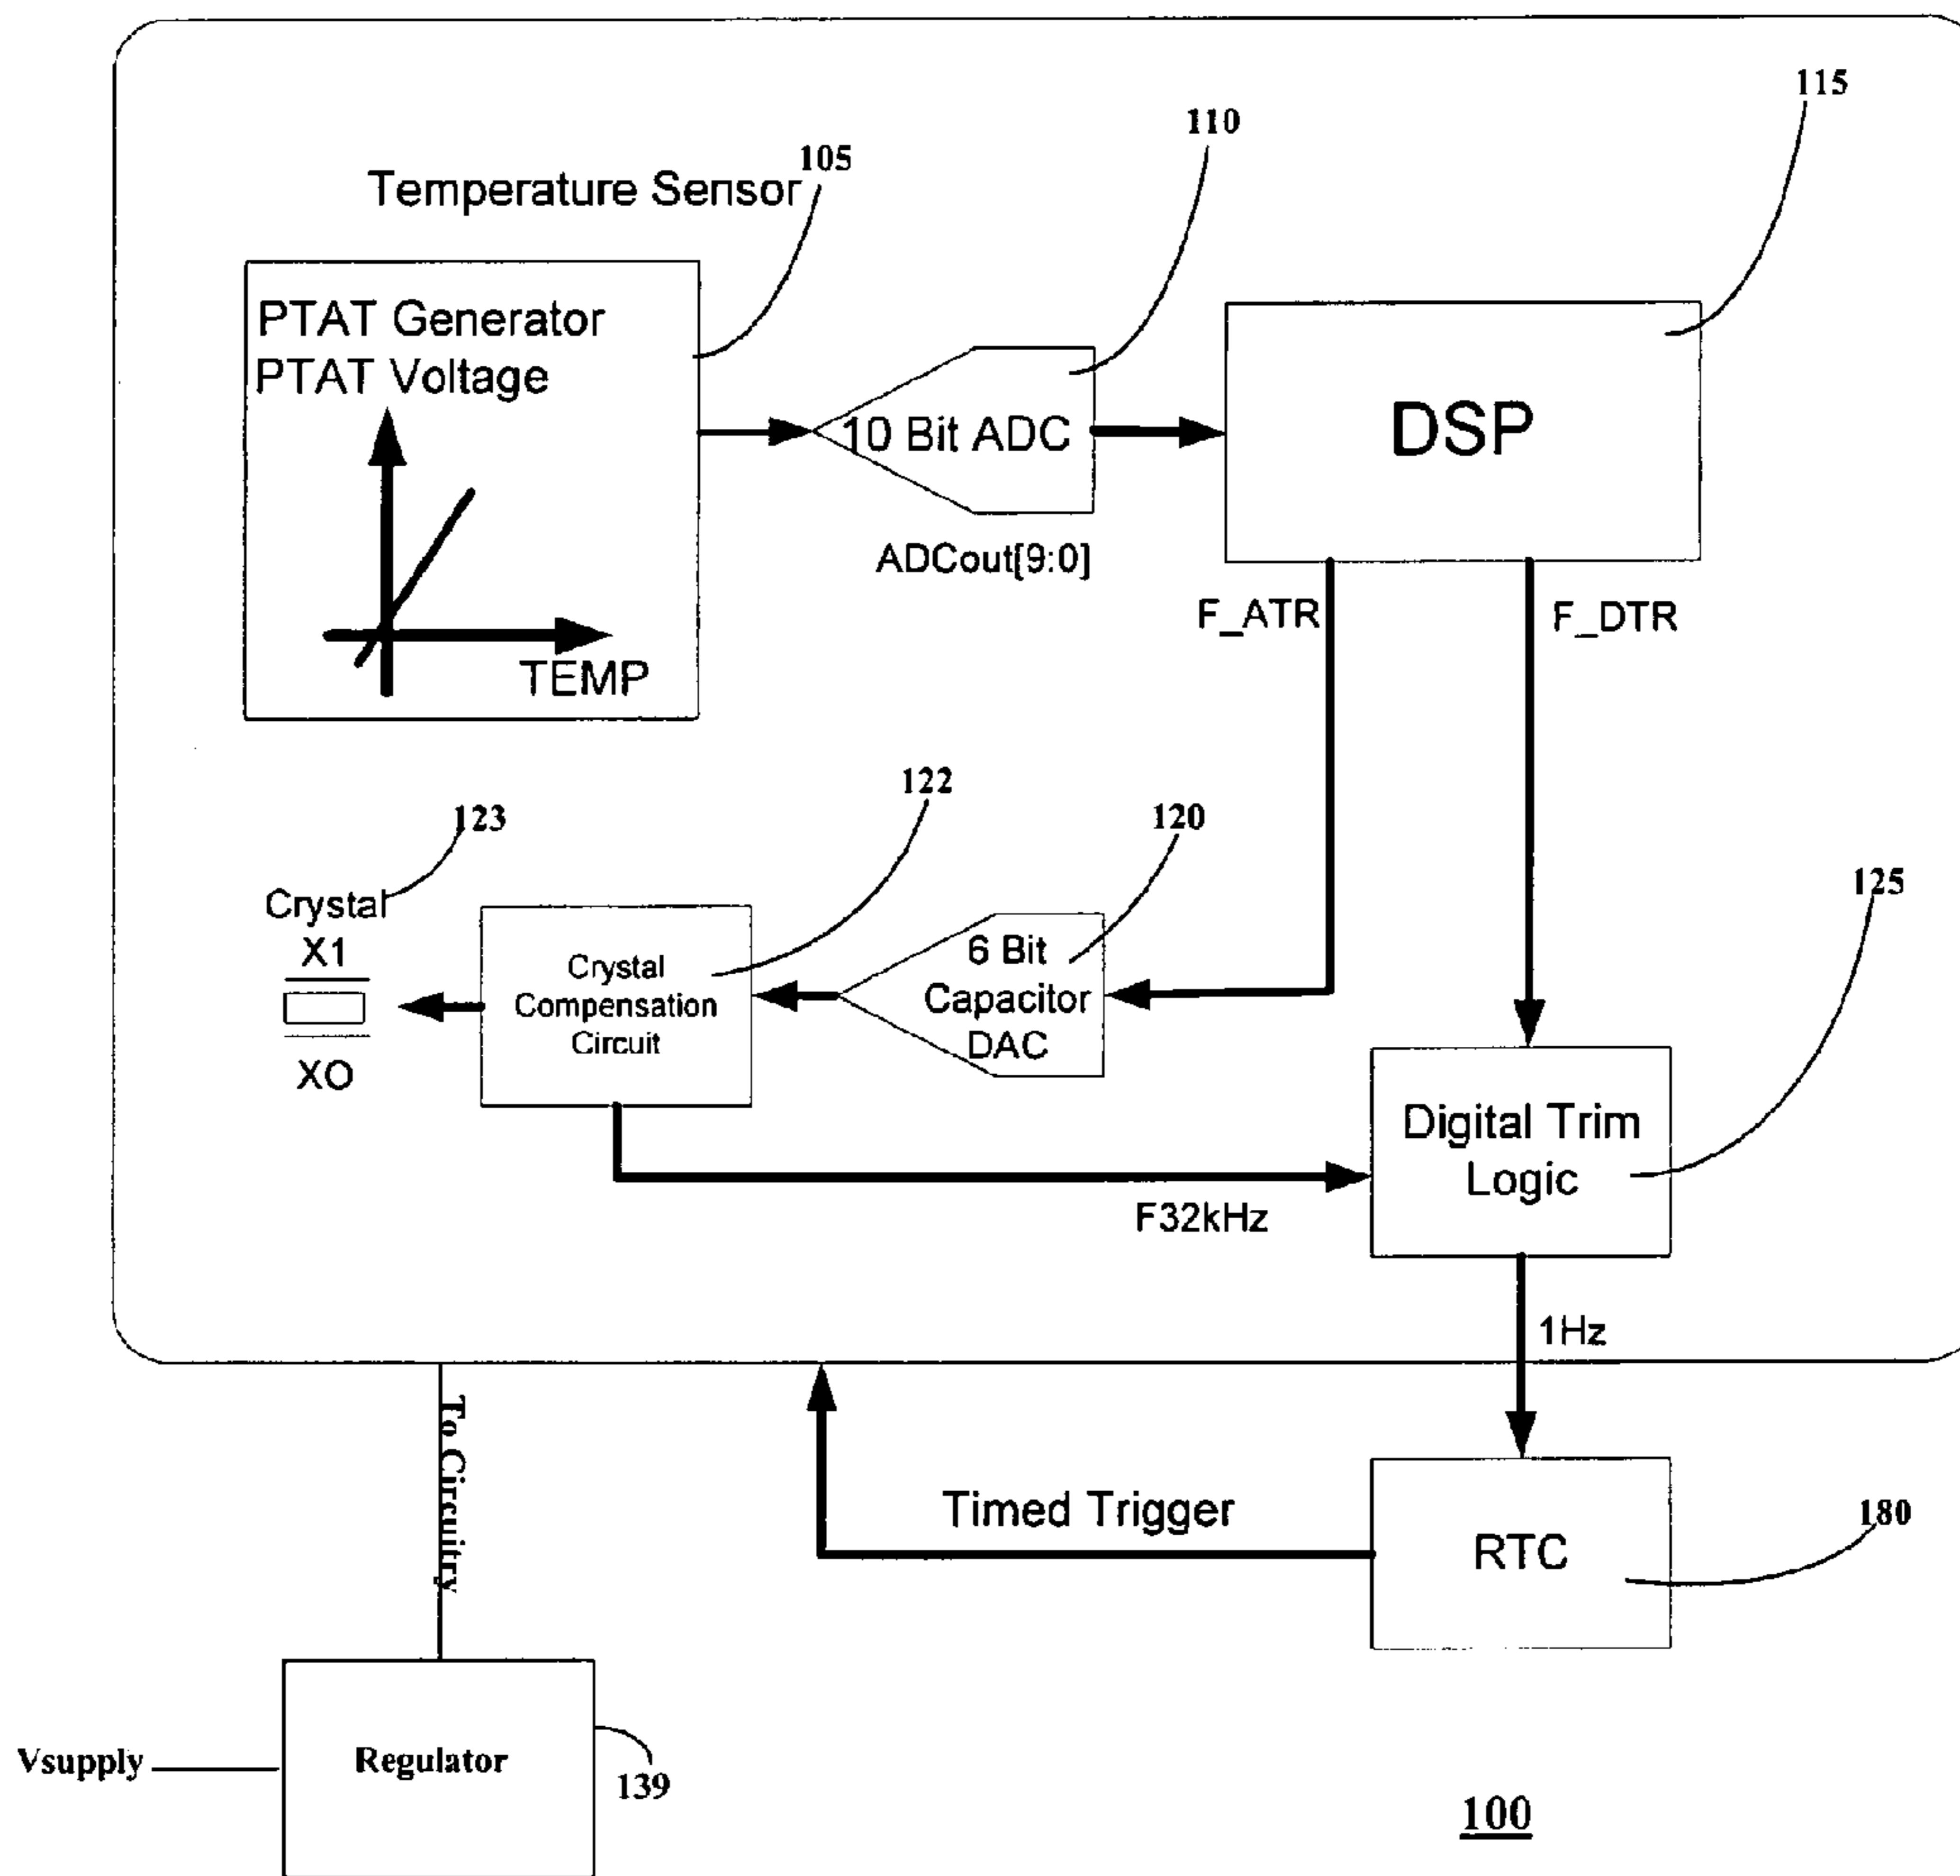 115
110
105
Temperature Sensor
PTAT Generator
PTAT Voltage
10 Bit ADC
DSP
ADCout[9:0]
F_ATR
F_DTR
TEMP
122
123
120
125
Crystal
X1
XO
Crystal
Compensation
Circuit
6 Bit
Capacitor
DAC
Digital Trim
Logic
F32kHz
1Hz
To Circuitry
Timed Trigger
RTC
180
Vsupply
Regulator
139
100